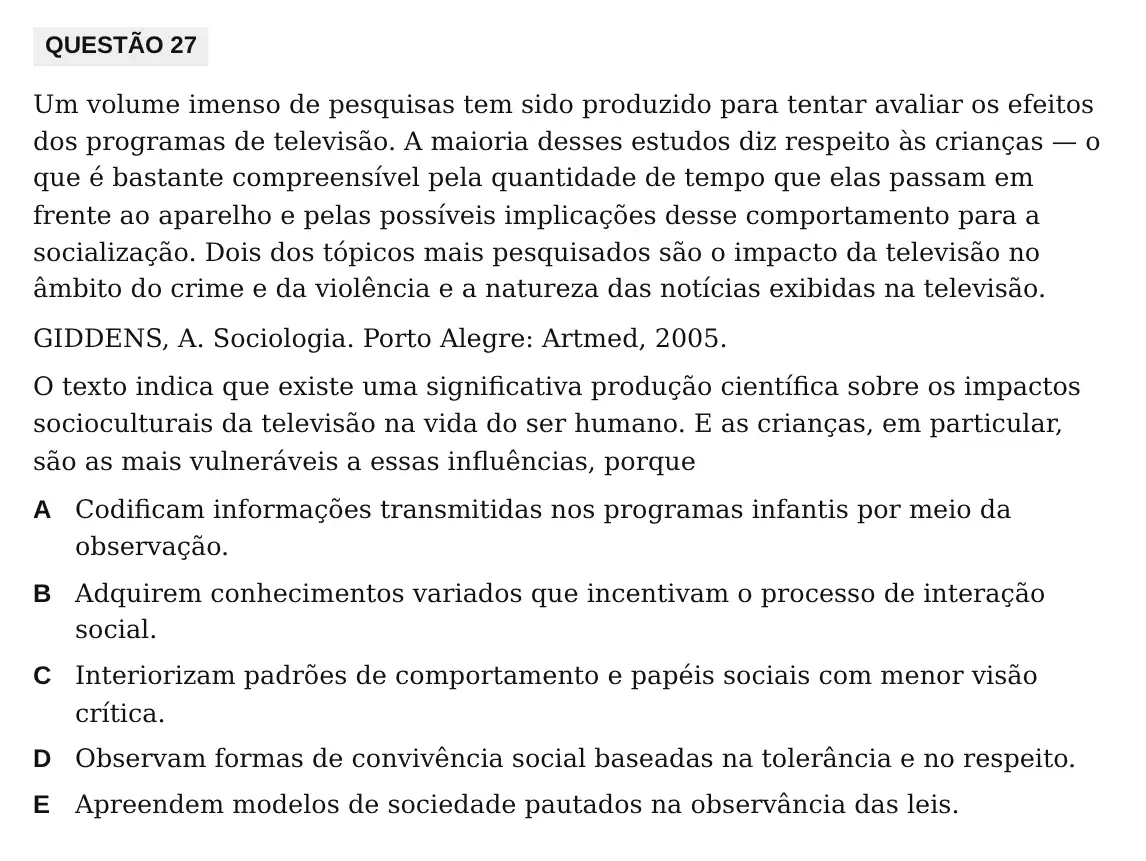 QUESTÃO 27
Um volume imenso de pesquisas tem sido produzido para tentar avaliar os efeitos
dos programas de televisão. A maioria desses estudos diz respeito às crianças — o
que é bastante compreensível pela quantidade de tempo que elas passam em
frente ao aparelho e pelas possíveis implicações desse comportamento para a
socialização. Dois dos tópicos mais pesquisados são o impacto da televisão no
âmbito do crime e da violência e a natureza das notícias exibidas na televisão.
GIDDENS, A. Sociologia. Porto Alegre: Artmed, 2005.
O texto indica que existe uma significativa produção científica sobre os impactos
socioculturais da televisão na vida do ser humano. E as crianças, em particular,
são as mais vulneráveis a essas influências, porque
A Codificam informações transmitidas nos programas infantis por meio da
observação.
B Adquirem conhecimentos variados que incentivam o processo de interação
social.
C Interiorizam padrões de comportamento e papéis sociais com menor visão
crítica.
D Observam formas de convivência social baseadas na tolerância e no respeito.
E Apreendem modelos de sociedade pautados na observância das leis.